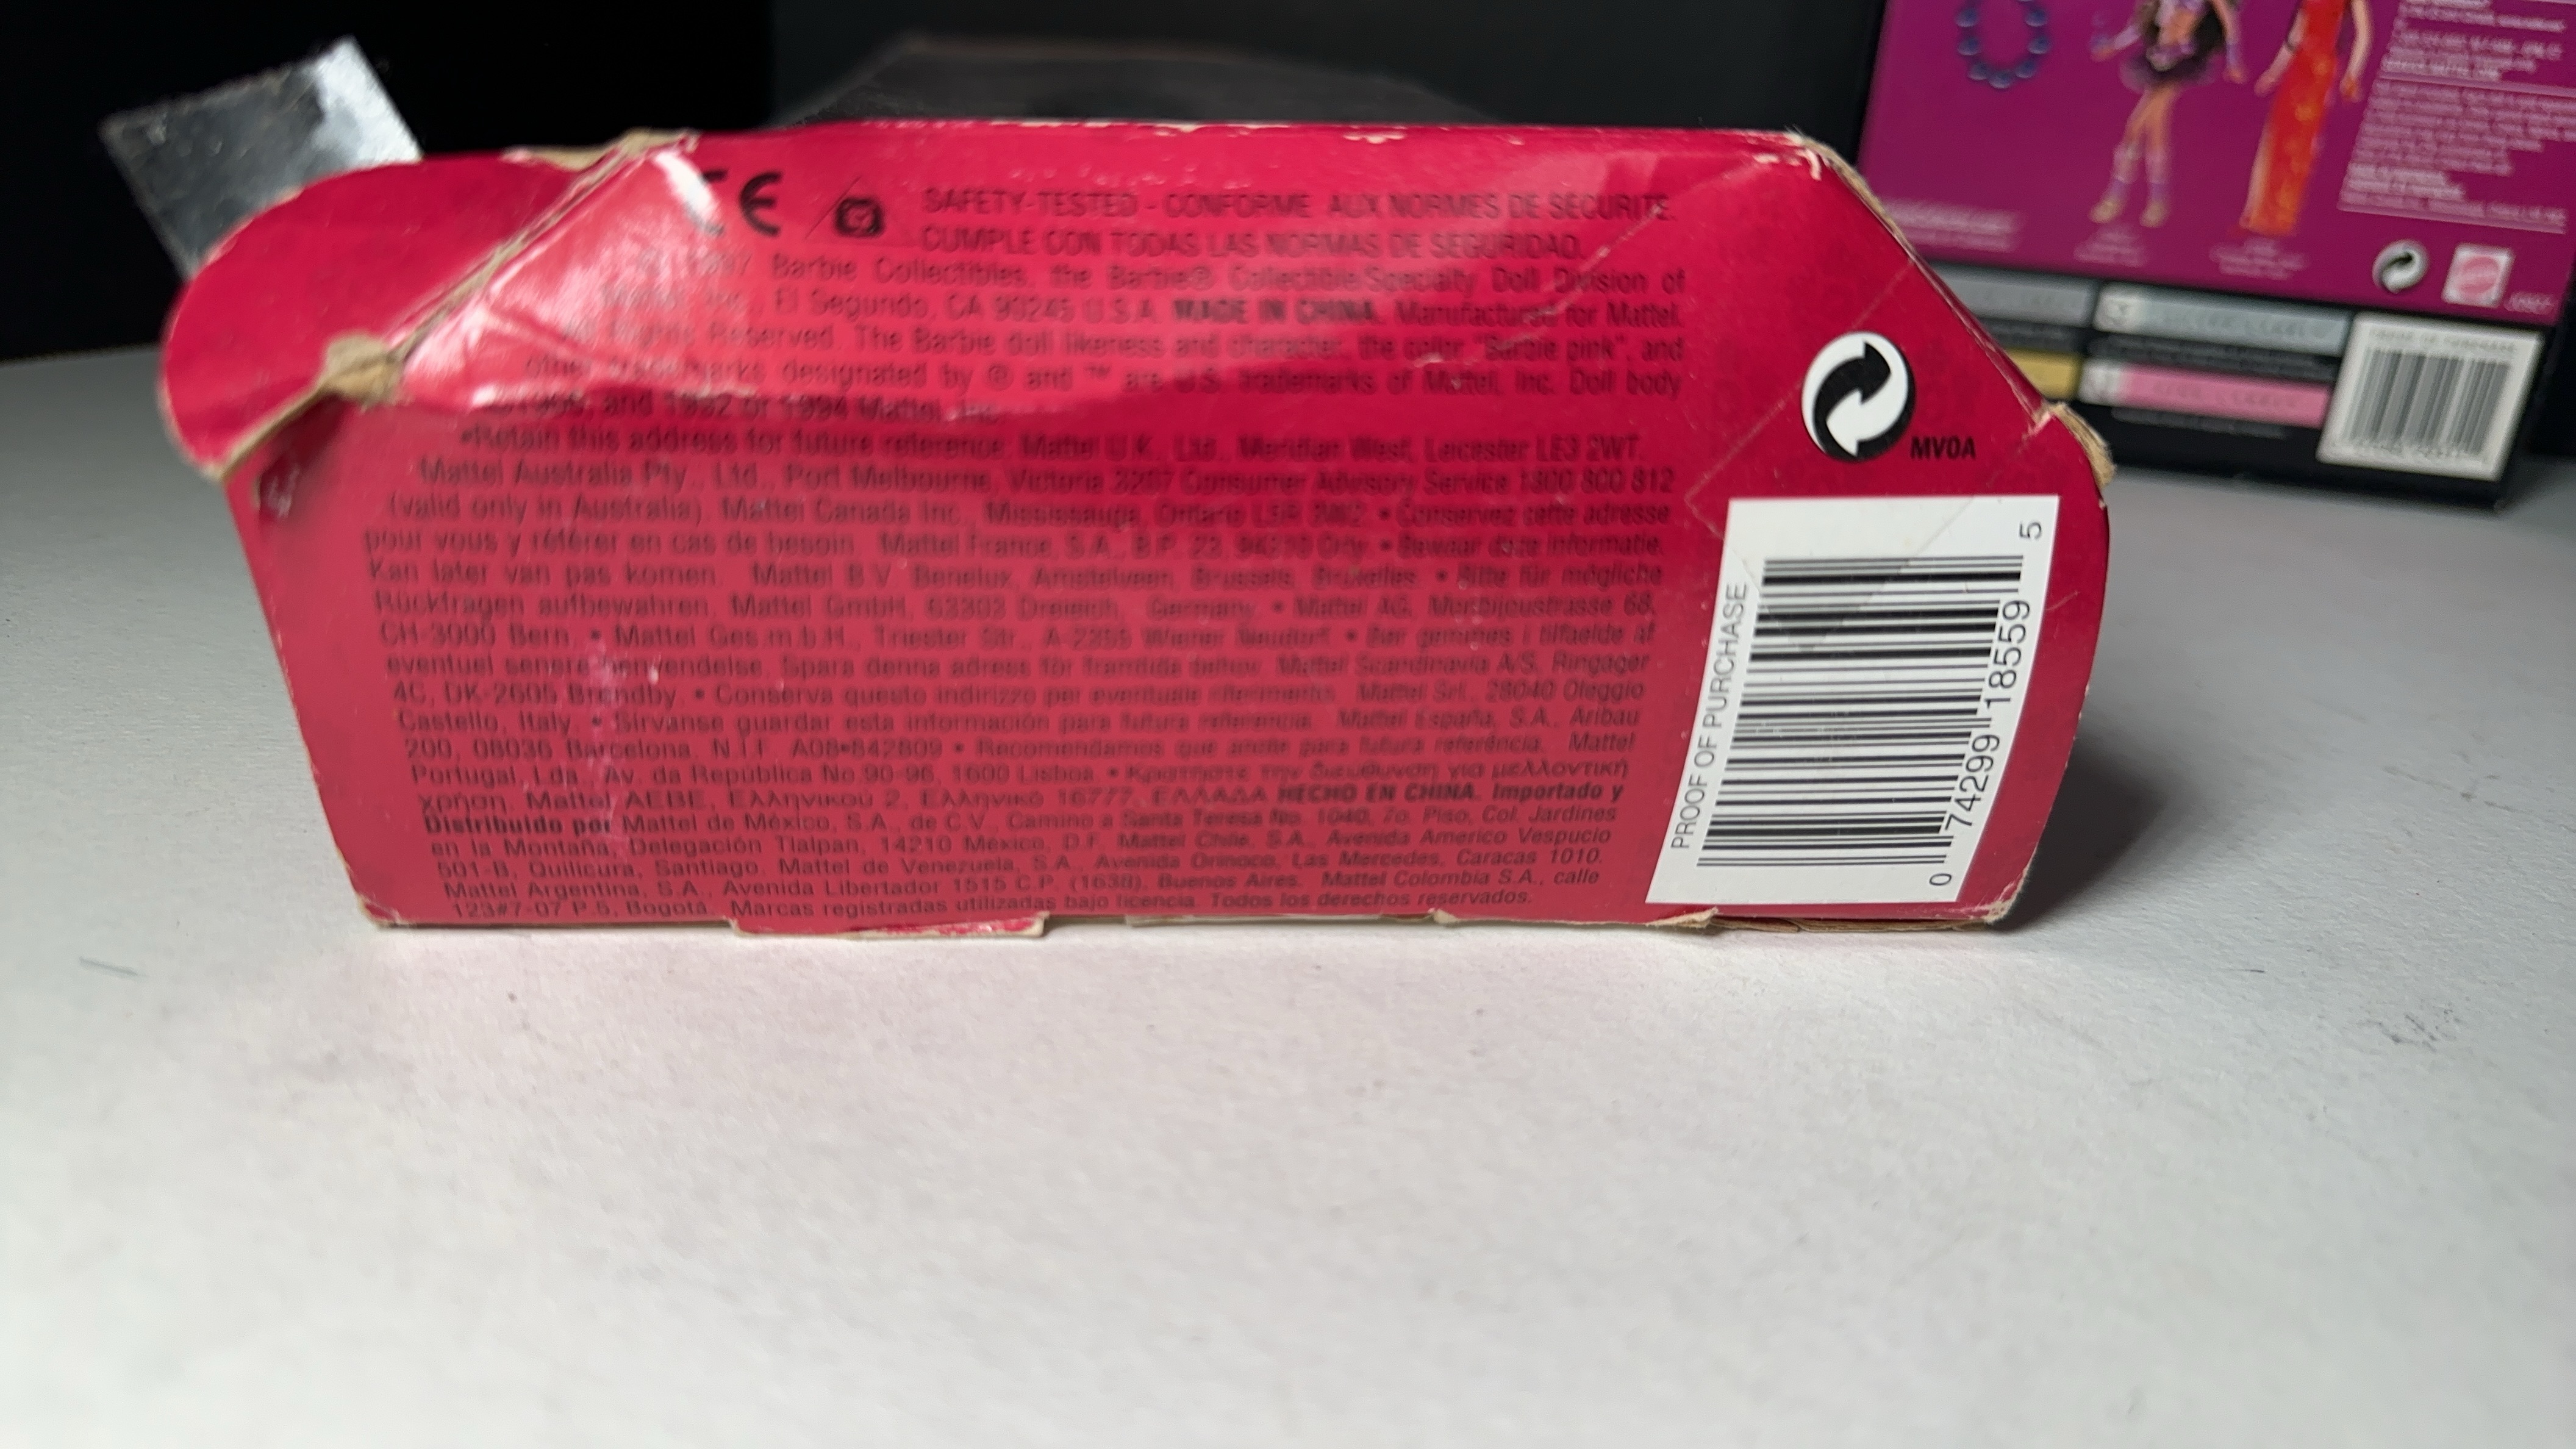 CE
SAFETY-TESTED - CONFORME AUX NORMES DE SECURITE.
CUMPLE CON TODAS LAS NORMAS DE SEGURIDAD.
© 1997 Barbie Collectibles, the Barbie® Collectible/Specialty Doll Division of
Mattel, Inc., El Segundo, CA 90245 U.S.A. MADE IN CHINA. Manufactured for Mattel.
All Rights Reserved. The Barbie doll likeness and character, the color "Barbie pink", and
other trademarks designated by ® and ™ are U.S. trademarks of Mattel, Inc. Doll body
©1966, and 1992 or 1994 Mattel, Inc.
•Retain this address for future reference: Mattel U.K. Ltd., Meridian West, Leicester LE3 2WT.
Mattel Australia Pty., Ltd., Port Melbourne, Victoria 3207 Consumer Advisory Service 1800 800 812
(valid only in Australia). Mattel Canada Inc., Mississauga, Ontario L5R 3W2. • Conservez cette adresse
pour vous y référer en cas de besoin. Mattel France, S.A., B.P. 23, 94310 Orly. • Bewaar deze informatie.
Kan later van pas komen. Mattel B.V. Benelux, Amstelveen, Brussels, Bruxelles. • Bitte für mögliche
Rückfragen aufbewahren. Mattel GmbH, 63303 Dreieich, Germany. • Mattel AG, Monbijoustrasse 68,
CH-3000 Bern. • Mattel Ges.m.b.H., Triester Str., A-2355 Wiener Neudorf. • Bør gemmes i tilfælde af
eventuel senere henvendelse. Spara denna adress för framtida behov. Mattel Scandinavia A/S, Ringager
4C, DK-2605 Brøndby. • Conserva questo indirizzo per eventuale riferimento. Mattel Srl., 28040 Oleggio
Castello, Italy. • Sírvanse guardar esta información para futura referencia. Mattel España, S.A., Aribau
200, 08036 Barcelona. N.I.F. A08•842809 • Recomendamos que anote para futura referência. Mattel
Portugal, Lda., Av. da República No.90-96, 1600 Lisboa. • Κρατήστε την διεύθυνση για μελλοντική
χρήση. Mattel AEBE, Ελληνικού 2, Ελληνικό 16777, ΕΛΛΑΔΑ HECHO EN CHINA. Importado y
Distribuido por Mattel de México, S.A., de C.V., Camino a Santa Teresa No. 1040, 7o. Piso, Col. Jardines
en la Montaña, Delegación Tlalpan, 14210 México, D.F. Mattel Chile, S.A., Avenida Americo Vespucio
501-B, Quilicura, Santiago. Mattel de Venezuela, S.A., Avenida Orinoco, Las Mercedes, Caracas 1010.
Mattel Argentina, S.A., Avenida Libertador 1515 C.P. (1638), Buenos Aires. Mattel Colombia S.A., calle
123#7-07 P.5, Bogotá. Marcas registradas utilizadas bajo licencia. Todos los derechos reservados.
MV0A
PROOF OF PURCHASE
0 74299 18559 5